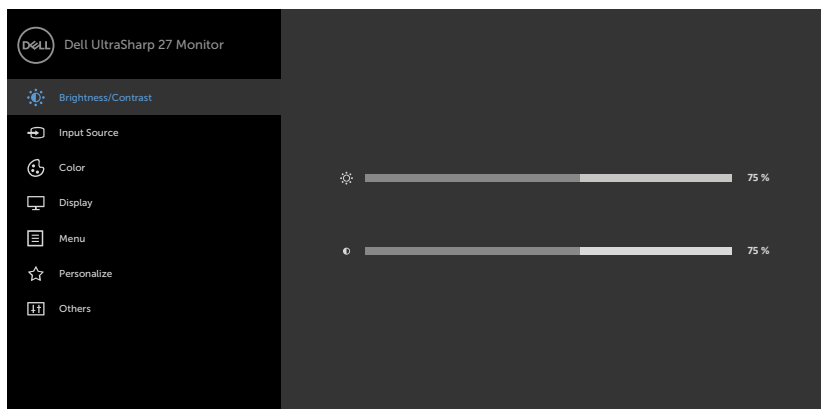 DELL
Dell UltraSharp 27 Monitor
Brightness/Contrast
Input Source
Color
75 %
Display
Menu
75 %
Personalize
Others